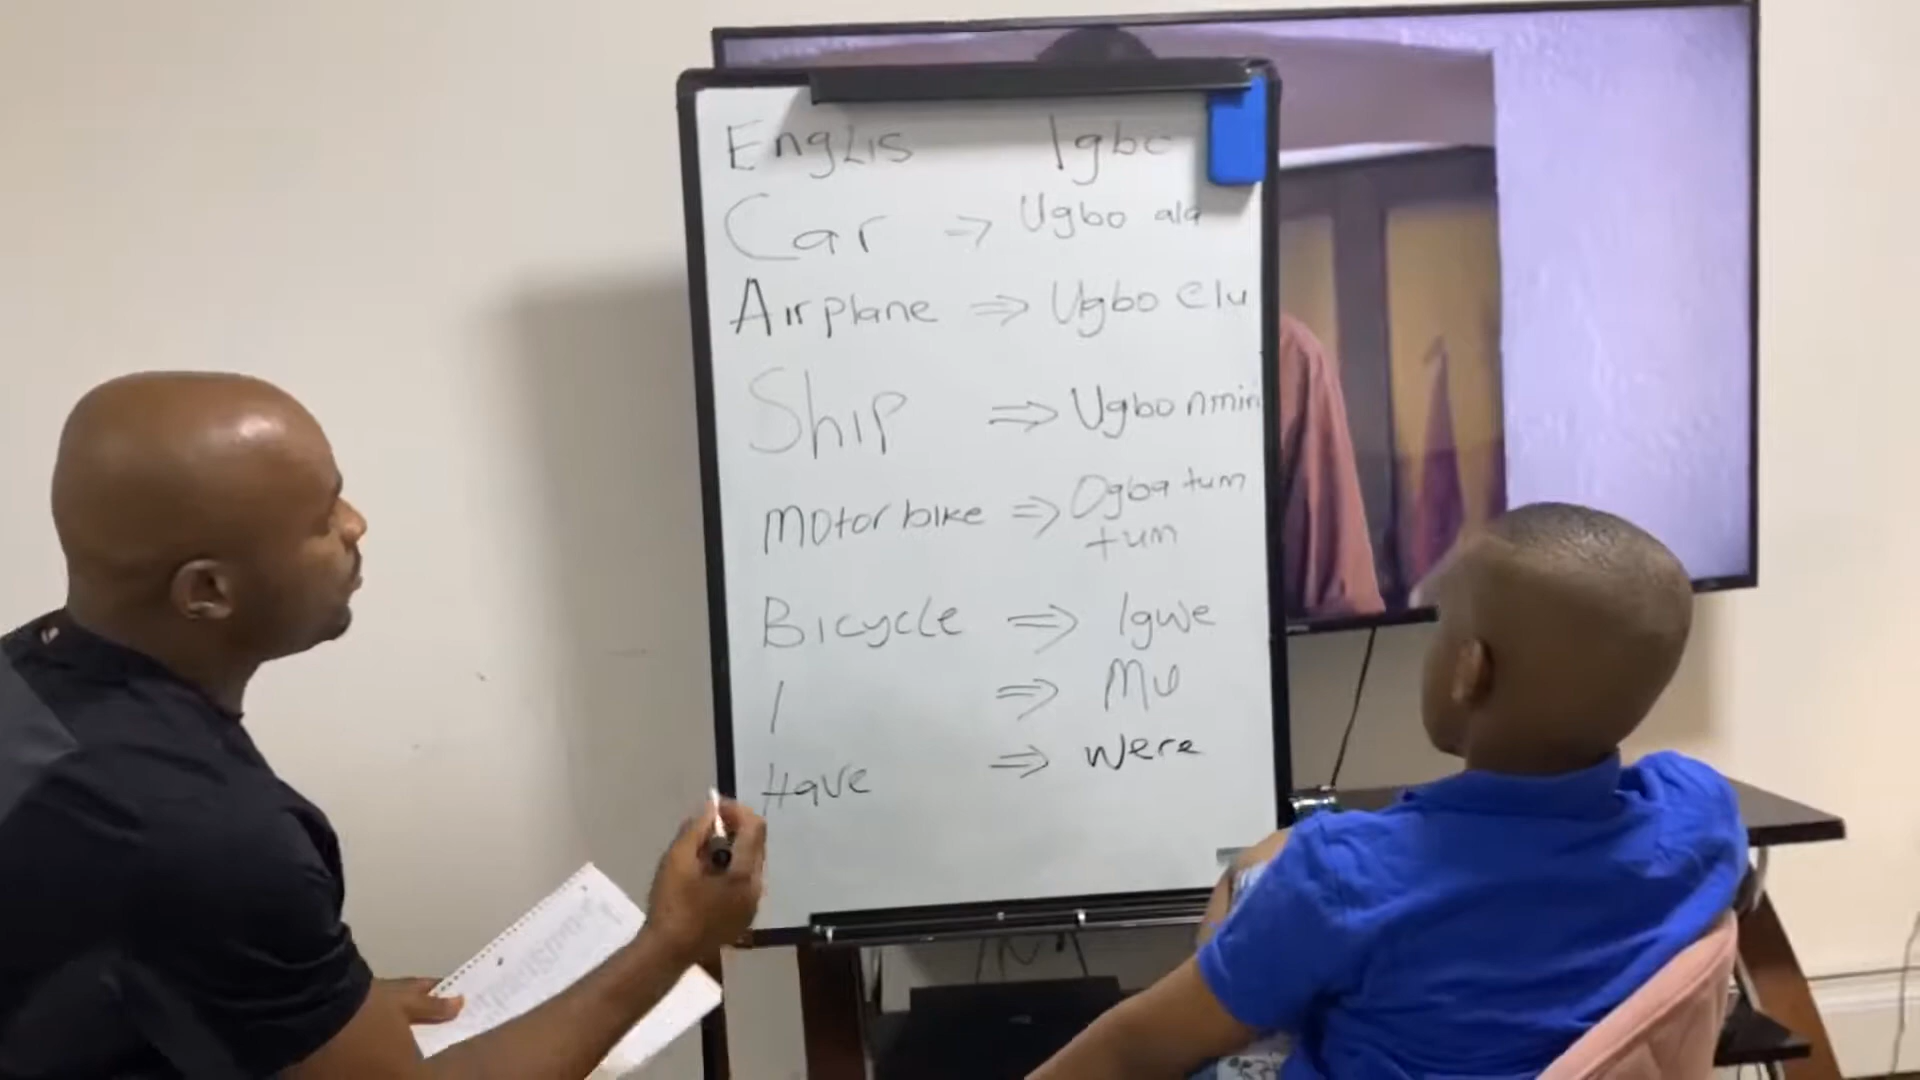 EngLis Igbo
Car ⇒ Ugbo ala
Airplane ⇒ Ugbo elu
Ship ⇒ Ugbo nmiri
Motorbike ⇒ Ogba tum
tum
Bicycle ⇒ Igwe
I ⇒ Mu
Have ⇒ Were